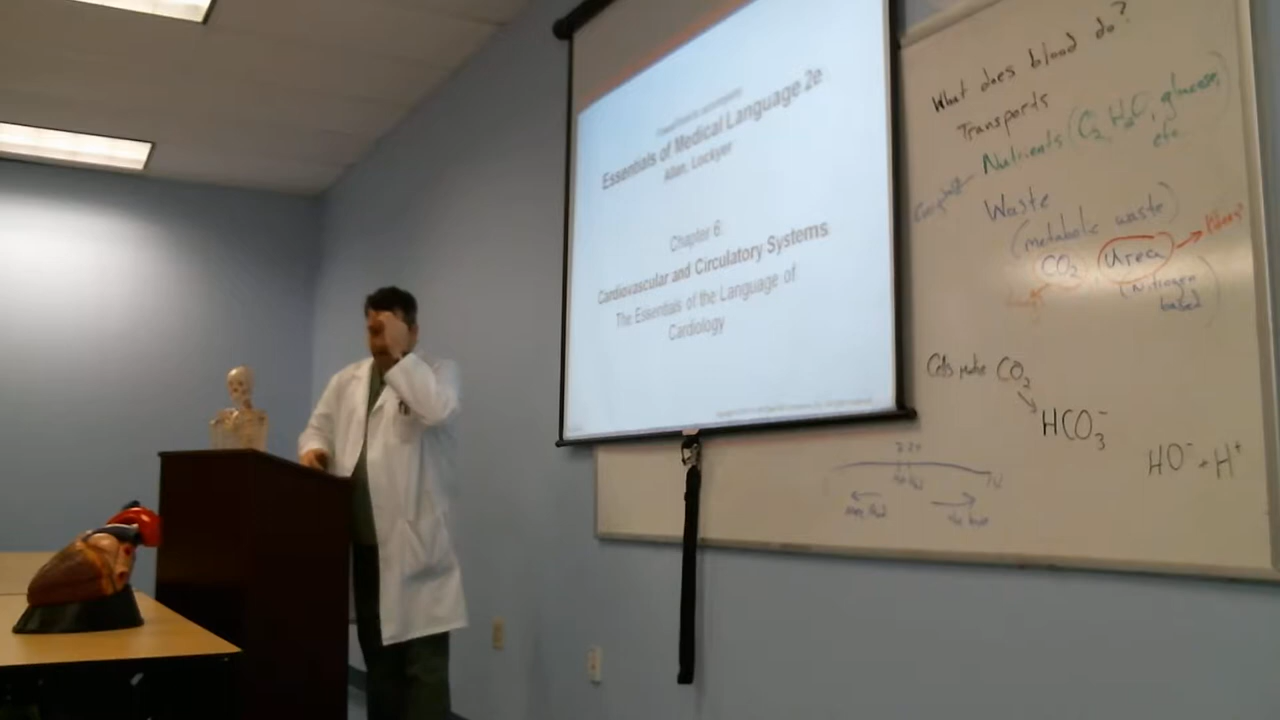 Essentials of Medical Language 2e
Allan, Lockyer
Chapter 6:
Cardiovascular and Circulatory Systems
The Essentials of the Language of
Cardiology
What does blood do?
Transports
Nutrients (O2, H2O, glucose,
etc.
Waste
(metabolic waste)
CO2, Urea
(Nitrogen
based)
Cells make CO2
HCO3-
HO- + H+